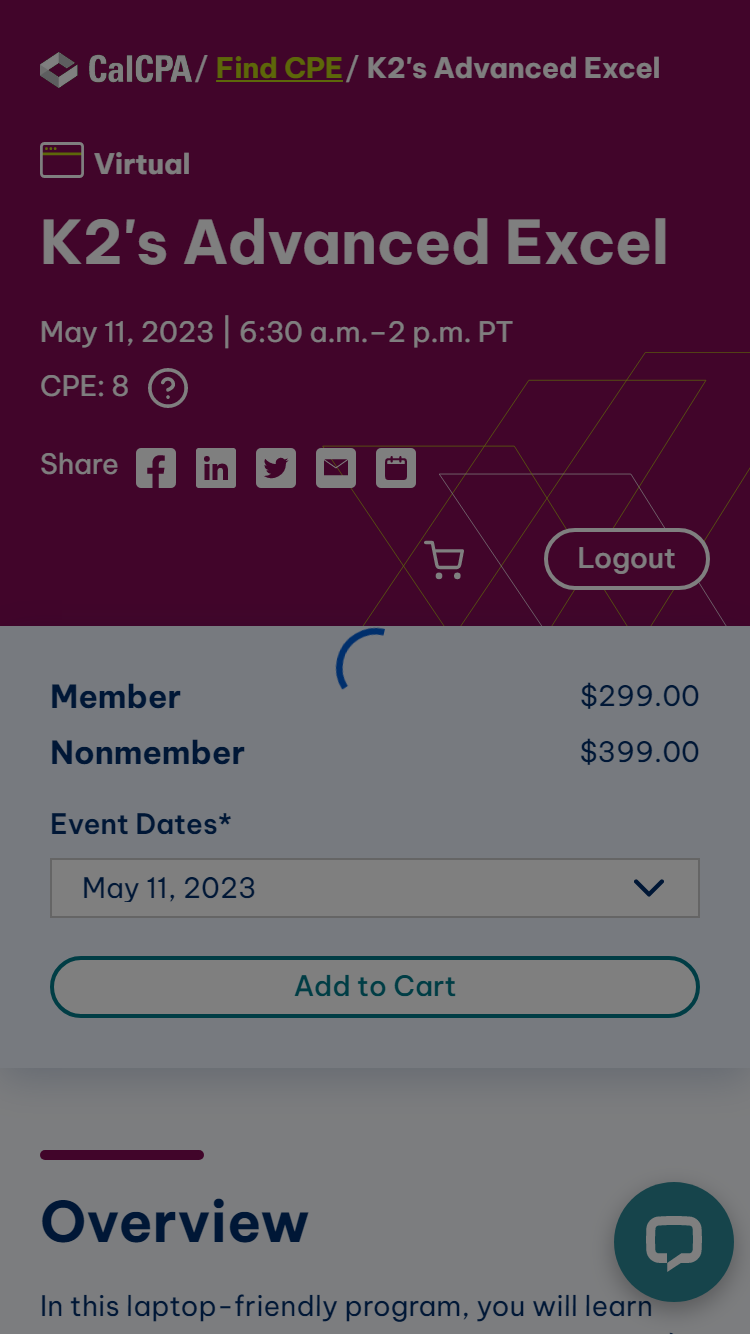 CalCPA / Find CPE / K2's Advanced Excel
Virtual
K2's Advanced Excel
May 11, 2023 | 6:30 a.m.–2 p.m. PT
CPE: 8 ?
Share
Logout
Member $299.00
Nonmember $399.00
Event Dates*
May 11, 2023
Add to Cart
Overview
In this laptop-friendly program, you will learn